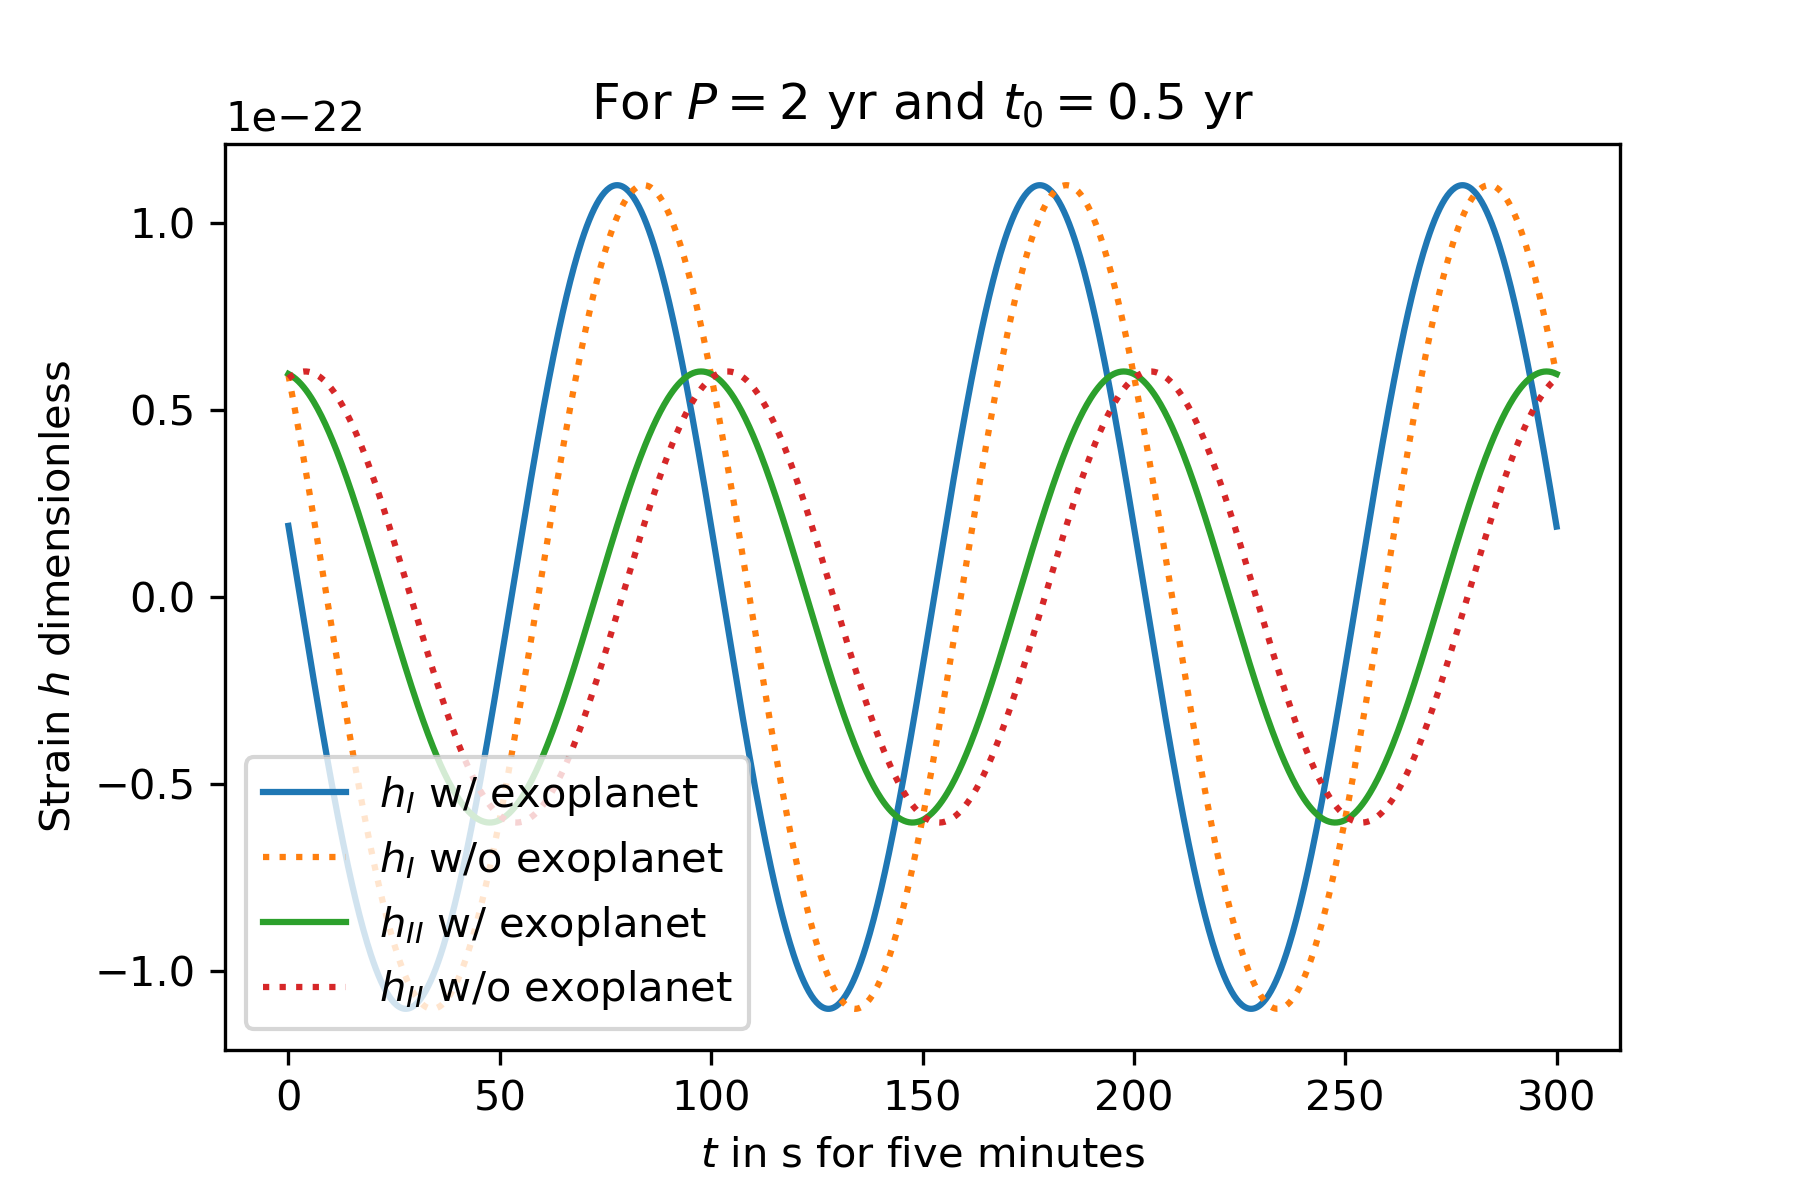 For P = 2 yr and t₀ = 0.5 yr
1e−22
1.0
0.5
0.0
−0.5
−1.0
Strain h dimensionless
h_I w/ exoplanet
h_I w/o exoplanet
h_II w/ exoplanet
h_II w/o exoplanet
0 50 100 150 200 250 300
t in s for five minutes